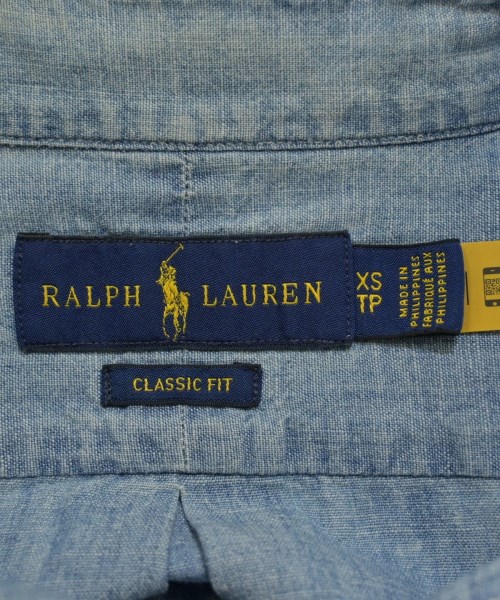 RALPH LAUREN
XS
TP
MADE IN
PHILIPPINES
FABRIQUÉ AUX
PHILIPPINES
CLASSIC FIT